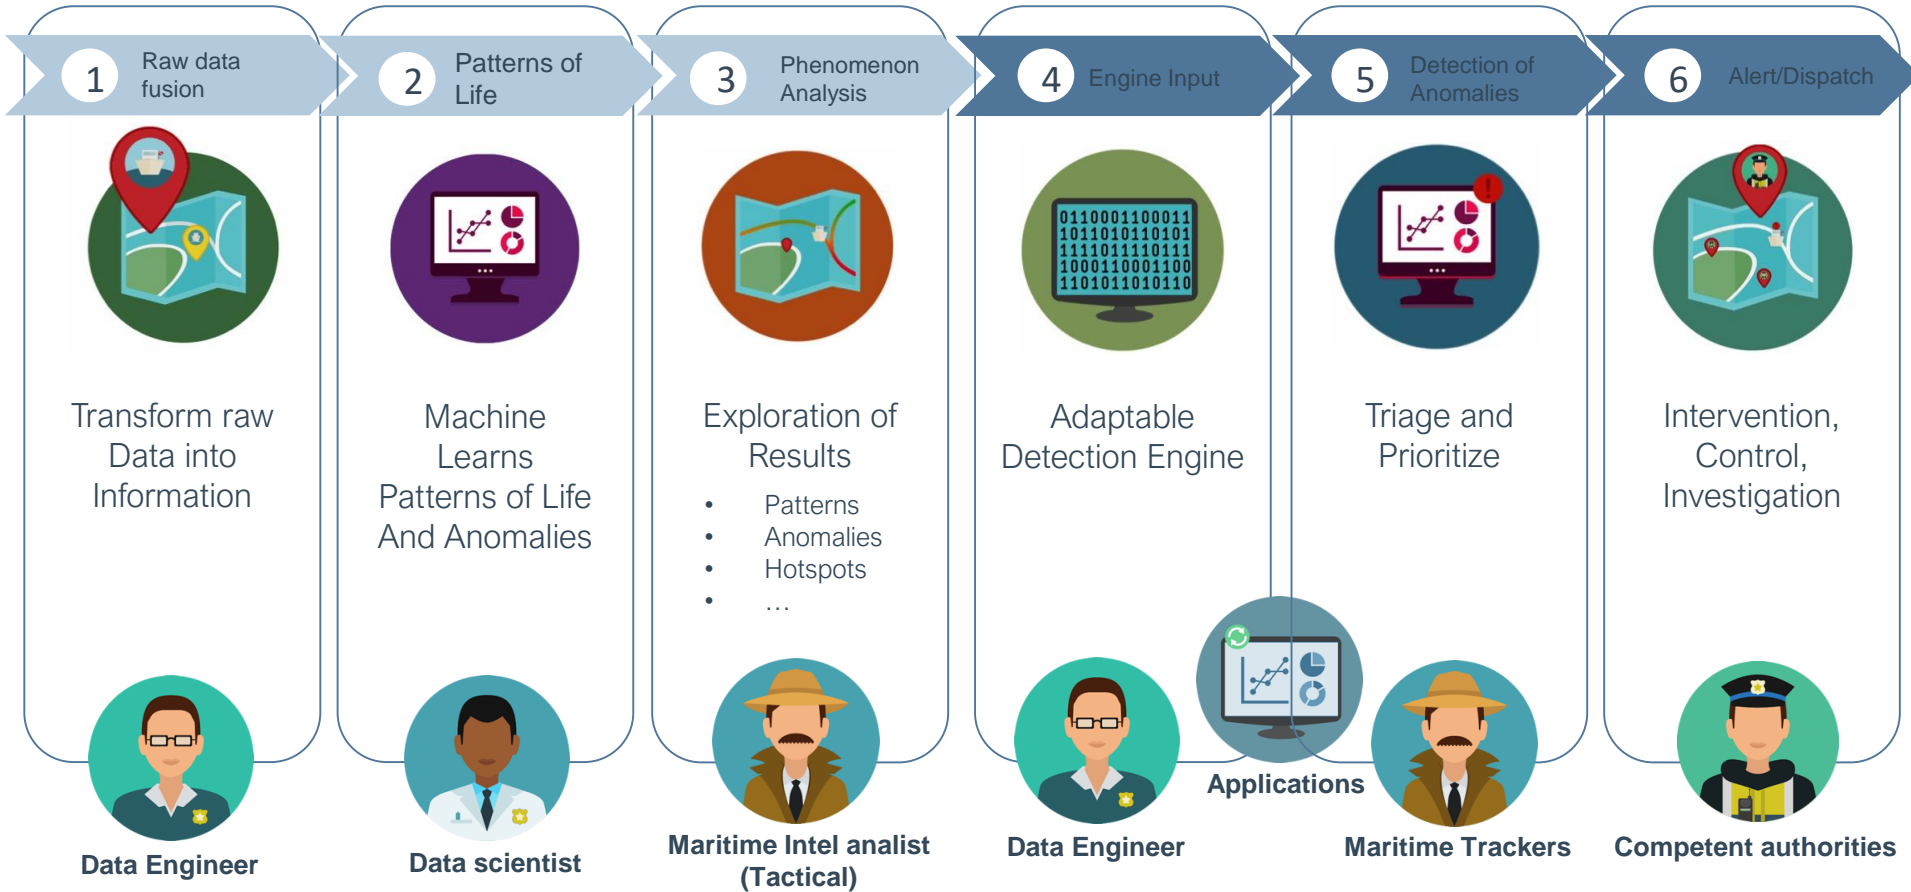 1
Raw data
fusion
2
Patterns of
Life
3
Phenomenon
Analysis
4
Engine Input
5
Detection of
Anomalies
6
Alert/Dispatch
0110001100011
1011010110101
1111011110111
1000110001100
1101011010110
Transform raw
Data into
Information
Machine
Learns
Patterns of Life
And Anomalies
Exploration of
Results
• Patterns
• Anomalies
• Hotspots
• …
Adaptable
Detection Engine
Triage and
Prioritize
Intervention,
Control,
Investigation
Data Engineer
Data scientist
Maritime Intel analist
(Tactical)
Data Engineer
Applications
Maritime Trackers
Competent authorities